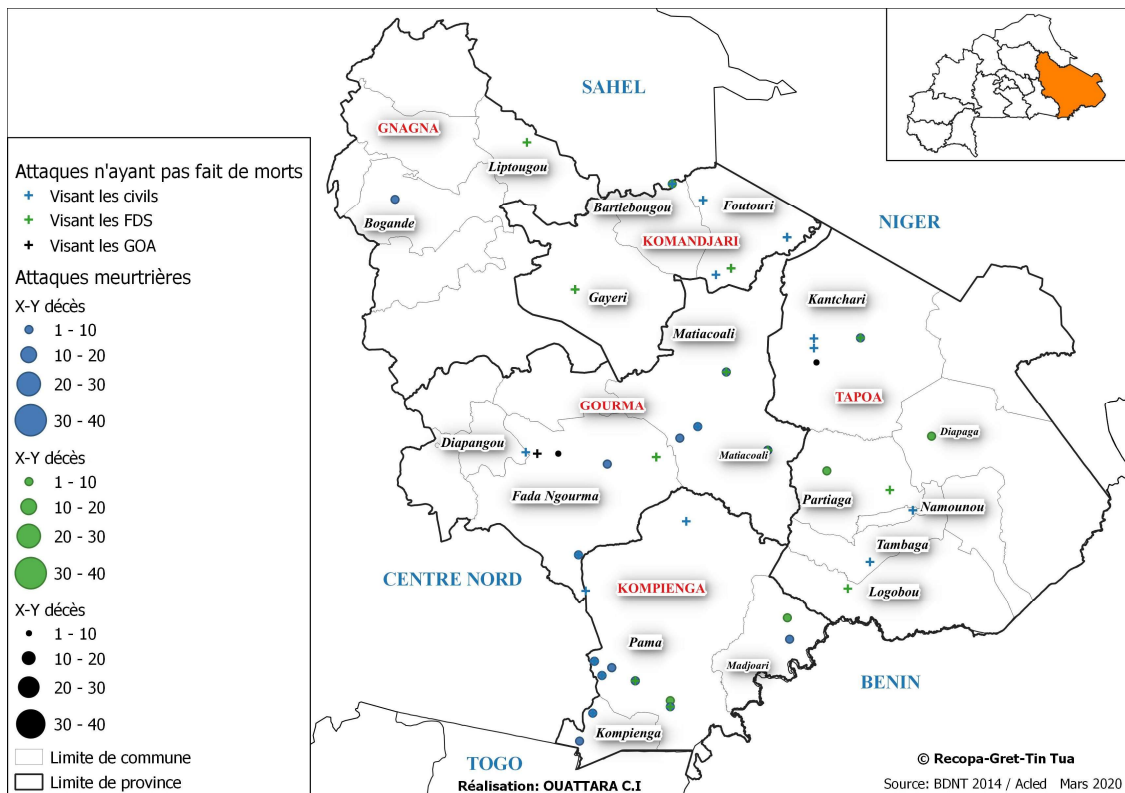 SAHEL
GNAGNA
Liptougou
Bogande
Bartlebougou
Foutouri
KOMANDJARI
NIGER
Gayeri
Kantchari
Matiacoali
GOURMA
TAPOA
Diapangou
Matiacoali
Diapaga
Fada Ngourma
Partiaga
Namounou
Tambaga
CENTRE NORD
KOMPIENGA
Logobou
Pama
Madjoari
BENIN
Kompienga
TOGO
Attaques n'ayant pas fait de morts
Visant les civils
Visant les FDS
Visant les GOA
Attaques meurtrières
X-Y décès
1 - 10
10 - 20
20 - 30
30 - 40
X-Y décès
1 - 10
10 - 20
20 - 30
30 - 40
X-Y décès
1 - 10
10 - 20
20 - 30
30 - 40
Limite de commune
Limite de province
Réalisation: OUATTARA C.I
© Recopa-Gret-Tin Tua
Source: BDNT 2014 / Acled Mars 2020